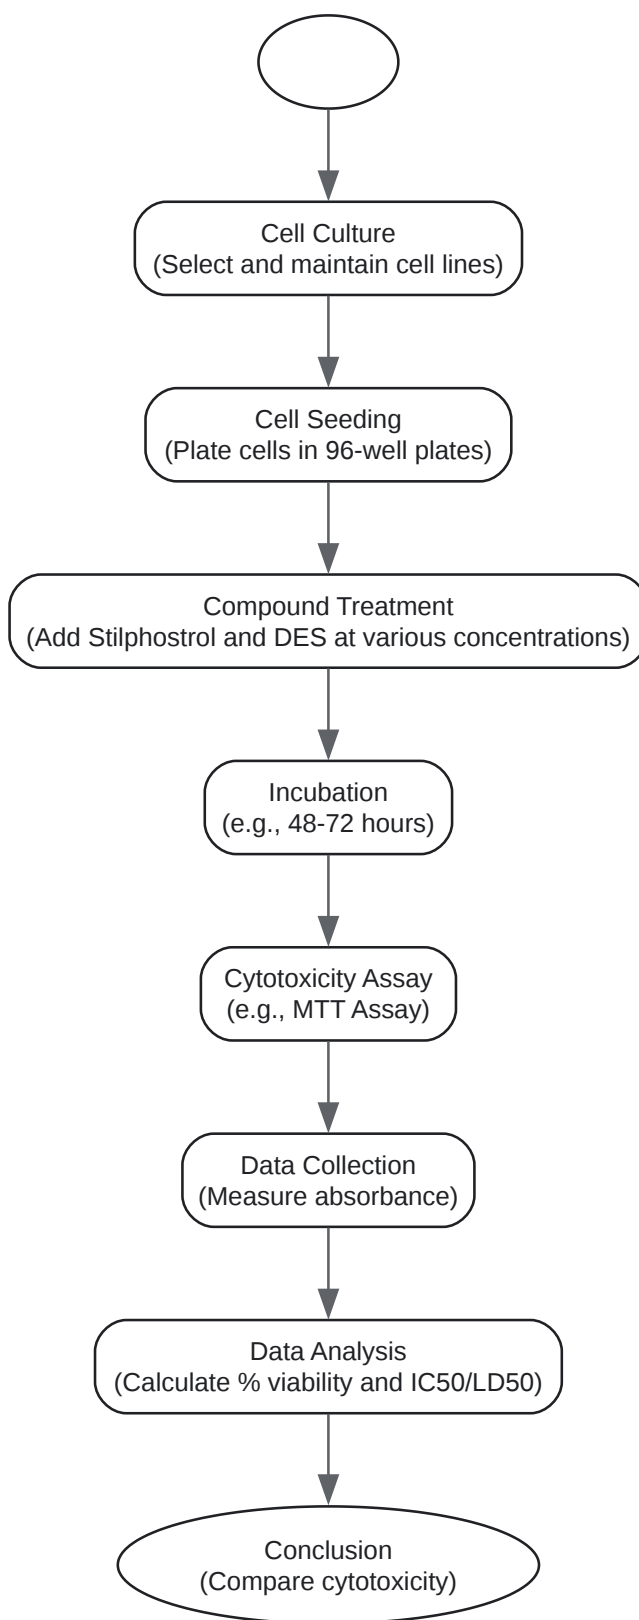 Cell Culture
(Select and maintain cell lines)
Cell Seeding
(Plate cells in 96-well plates)
Compound Treatment
(Add Stilphostrol and DES at various concentrations)
Incubation
(e.g., 48-72 hours)
Cytotoxicity Assay
(e.g., MTT Assay)
Data Collection
(Measure absorbance)
Data Analysis
(Calculate % viability and IC50/LD50)
Conclusion
(Compare cytotoxicity)